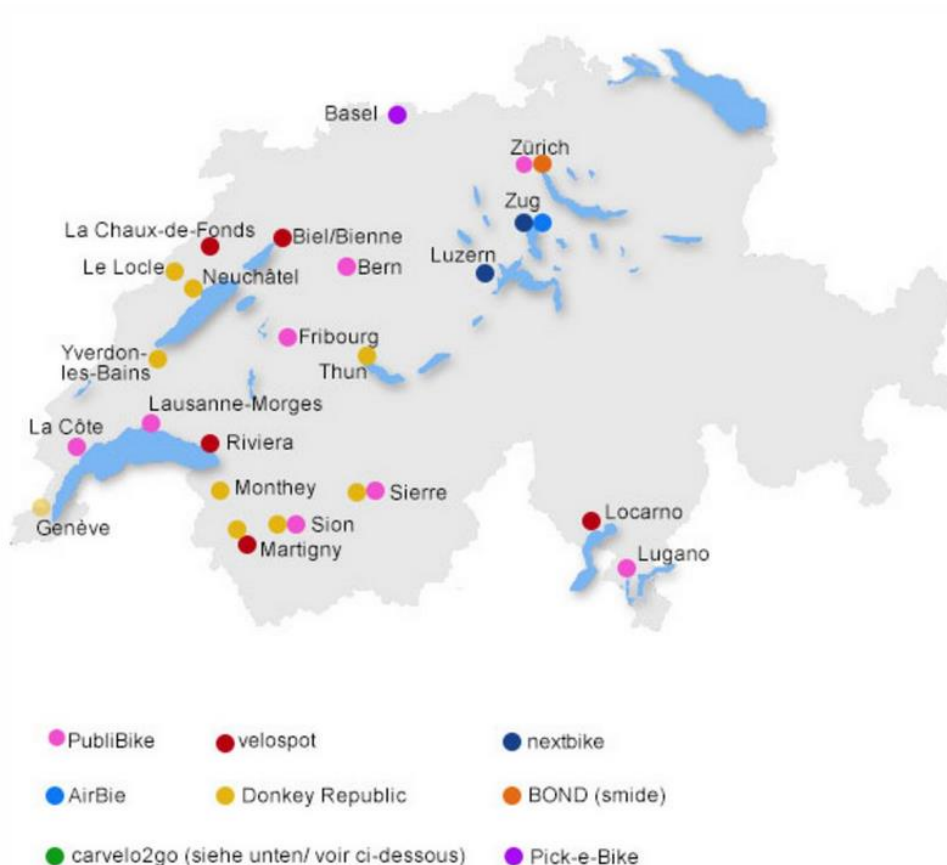 Basel
Zürich
Zug
La Chaux-de-Fonds
Biel/Bienne
Luzern
Le Locle
Bern
Neuchâtel
Fribourg
Yverdon-
les-Bains
Thun
Lausanne-Morges
La Côte
Riviera
Monthey
Sierre
Genève
Sion
Locarno
Martigny
Lugano
PubliBike
velospot
nextbike
AirBie
Donkey Republic
BOND (smide)
carvelo2go (siehe unten/ voir ci-dessous)
Pick-e-Bike